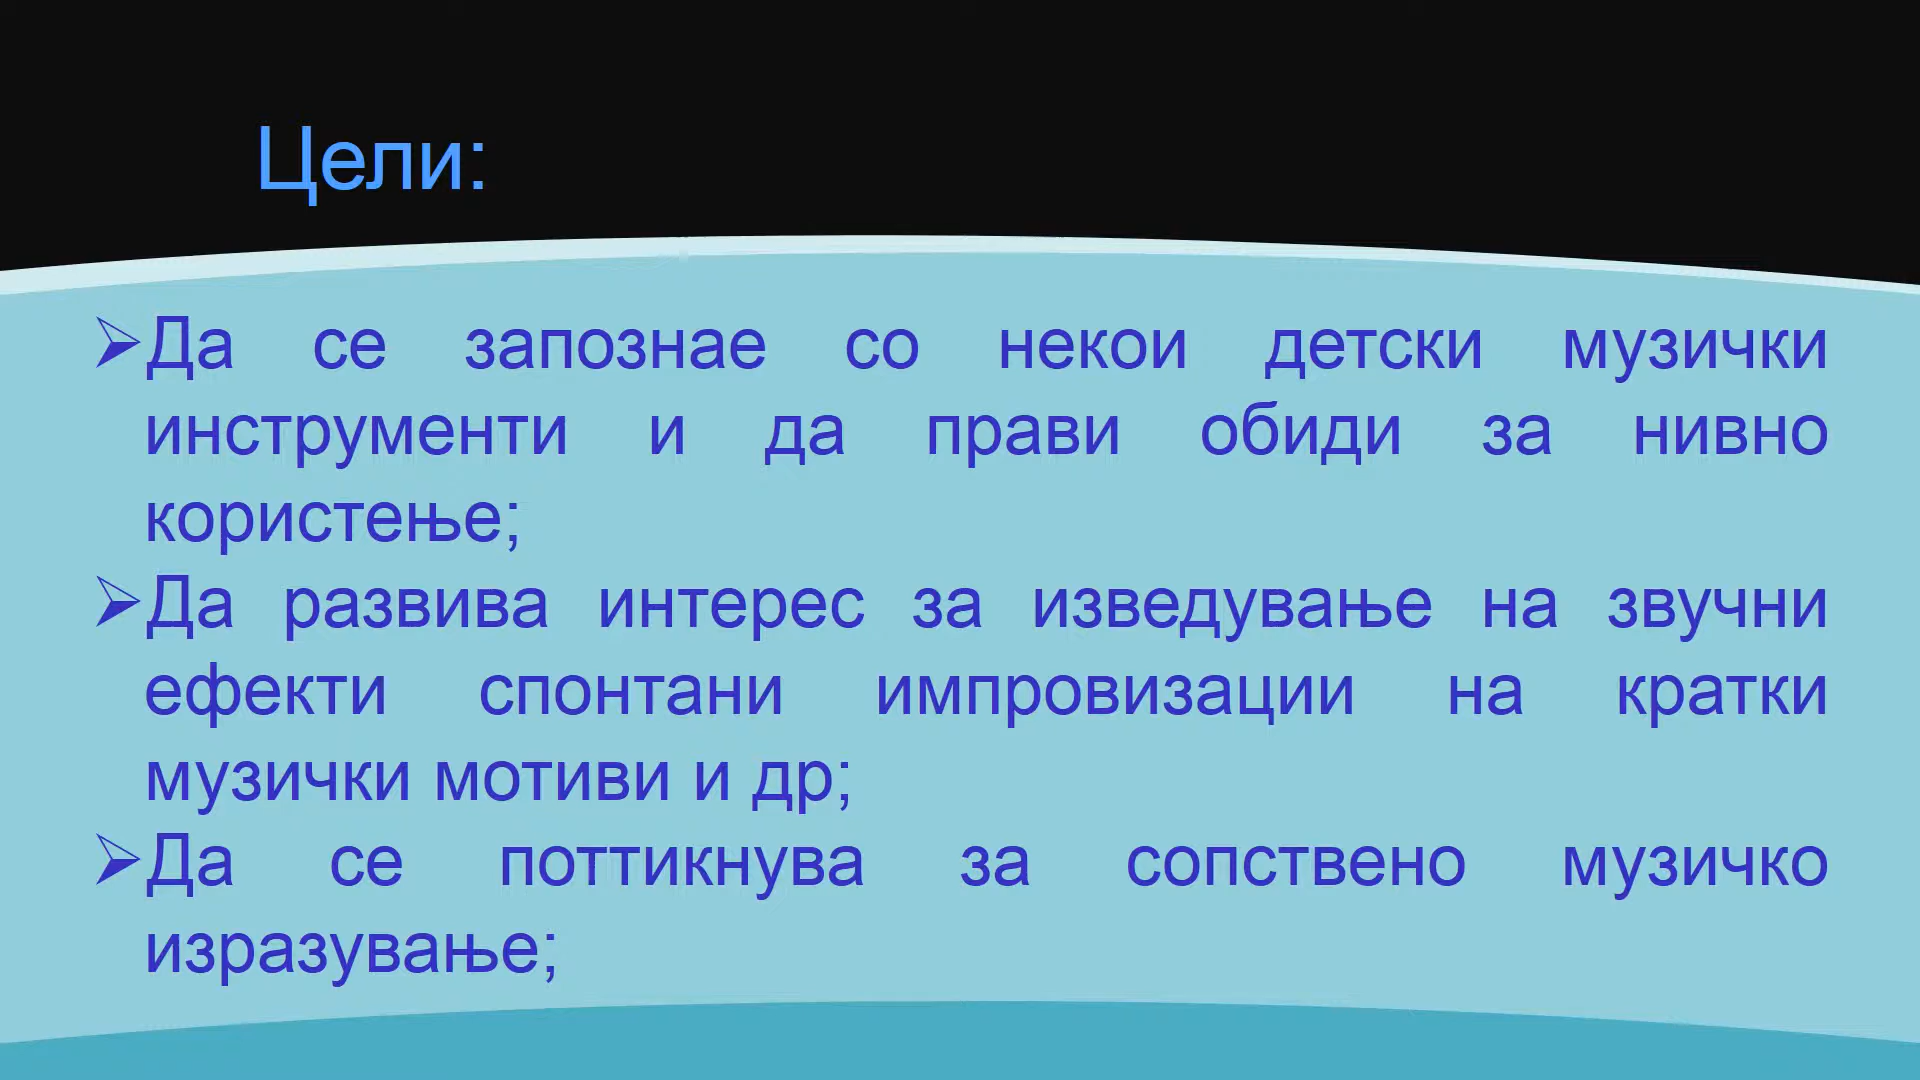 Цели:
➢Да се запознае со некои детски музички
инструменти и да прави обиди за нивно
користење;
➢Да развива интерес за изведување на звучни
ефекти спонтани импровизации на кратки
музички мотиви и др;
➢Да се поттикнува за сопствено музичко
изразување;